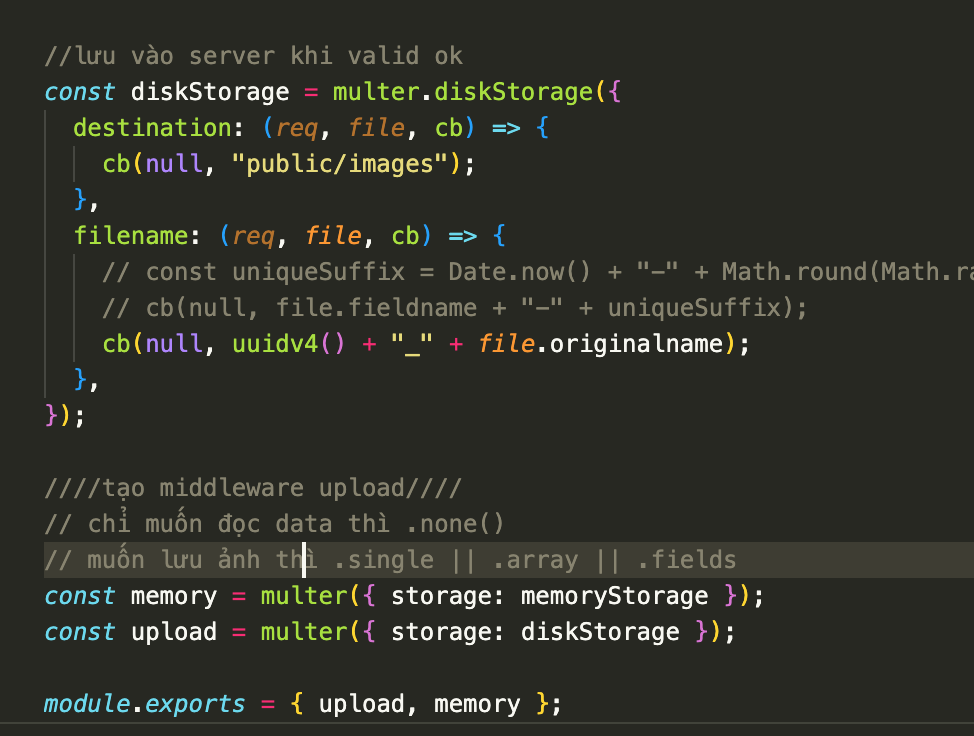 //lưu vào server khi valid ok
const diskStorage = multer.diskStorage({
destination: (req, file, cb) => {
cb(null, "public/images");
},
filename: (req, file, cb) => {
// const uniqueSuffix = Date.now() + "-" + Math.round(Math.ra
// cb(null, file.fieldname + "-" + uniqueSuffix);
cb(null, uuidv4() + "_" + file.originalname);
},
});
////tạo middleware upload////
// chỉ muốn đọc data thì .none()
// muốn lưu ảnh thì .single || .array || .fields
const memory = multer({ storage: memoryStorage });
const upload = multer({ storage: diskStorage });
module.exports = { upload, memory };